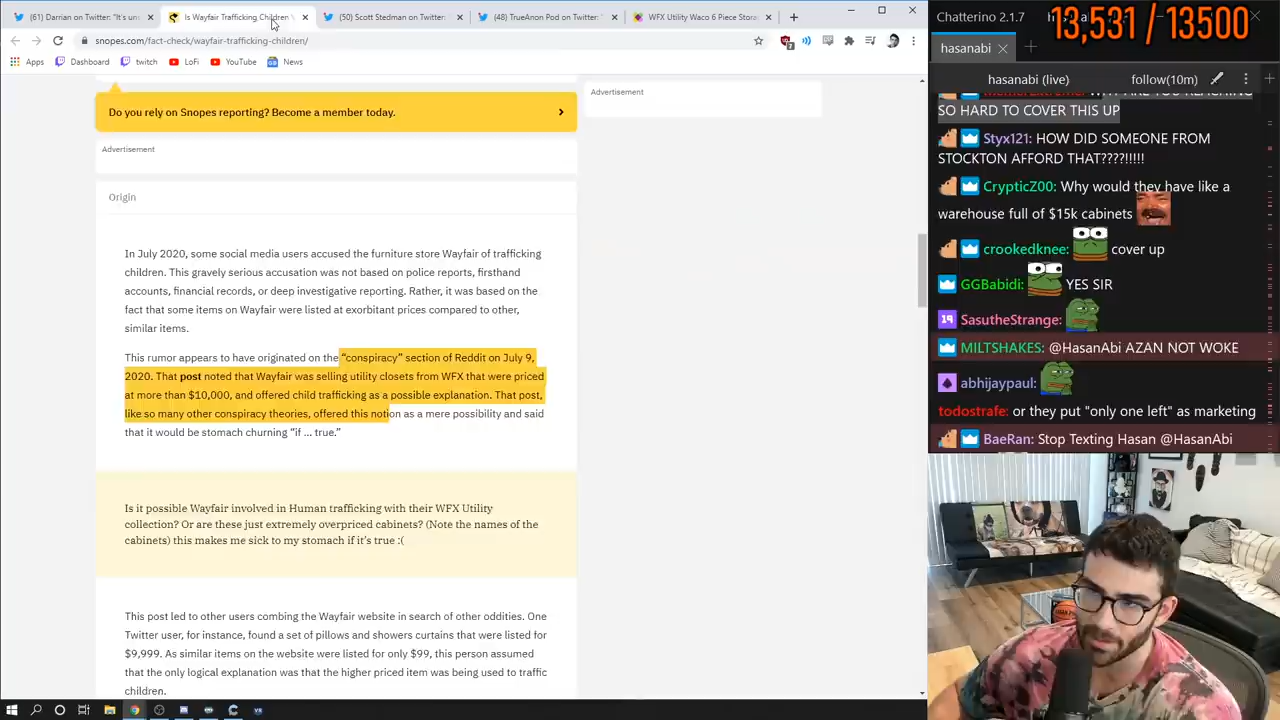 (61) Darrian on Twitter: "It's un
Is Wayfair Trafficking Children
(50) Scott Stedman on Twitter:
(48) TrueAnon Pod on Twitter: "
WFX Utility Waco 6 Piece Stora
snopes.com/fact-check/wayfair-trafficking-children/
Apps
Dashboard
twitch
LoFi
YouTube
News
Do you rely on Snopes reporting? Become a member today.
Advertisement
Advertisement
Origin
In July 2020, some social media users accused the furniture store Wayfair of trafficking
children. This gravely serious accusation was not based on police reports, firsthand
accounts, financial records, or deep investigative reporting. Rather, it was based on the
fact that some items on Wayfair were listed at exorbitant prices compared to other,
similar items.
This rumor appears to have originated on the “conspiracy” section of Reddit on July 9,
2020. That post noted that Wayfair was selling utility closets from WFX that were priced
at more than $10,000, and offered child trafficking as a possible explanation. That post,
like so many other conspiracy theories, offered this notion as a mere possibility and said
that it would be stomach churning “if … true.”
Is it possible Wayfair involved in Human trafficking with their WFX Utility
collection? Or are these just extremely overpriced cabinets? (Note the names of the
cabinets) this makes me sick to my stomach if it’s true :(
This post led to other users combing the Wayfair website in search of other oddities. One
Twitter user, for instance, found a set of pillows and showers curtains that were listed for
$9,999. As similar items on the website were listed for only $99, this person assumed
that the only logical explanation was that the higher priced item was being used to traffic
children.
Chatterino 2.1.7
13,531 / 13500
hasanabi
hasanabi (live)
follow(10m)
SO HARD TO COVER THIS UP
Styx121: HOW DID SOMEONE FROM
STOCKTON AFFORD THAT????!!!!!
CrypticZ00: Why would they have like a
warehouse full of $15k cabinets
crookedknee: cover up
GGBabidi: YES SIR
SasutheStrange:
MILTSHAKES: @HasanAbi AZAN NOT WOKE
abhijaypaul:
todostrafe: or they put "only one left" as marketing
BaeRan: Stop Texting Hasan @HasanAbi